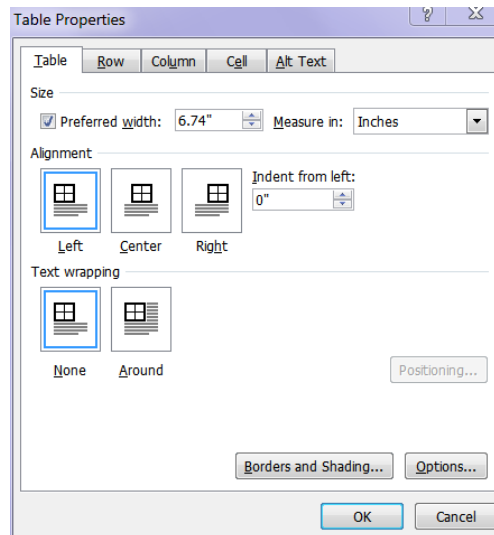 Table Properties
Table Row Column Cell Alt Text
Size
Preferred width: 6.74" Measure in: Inches
Alignment
Indent from left:
0"
Left Center Right
Text wrapping
None Around
Positioning...
Borders and Shading... Options...
OK Cancel